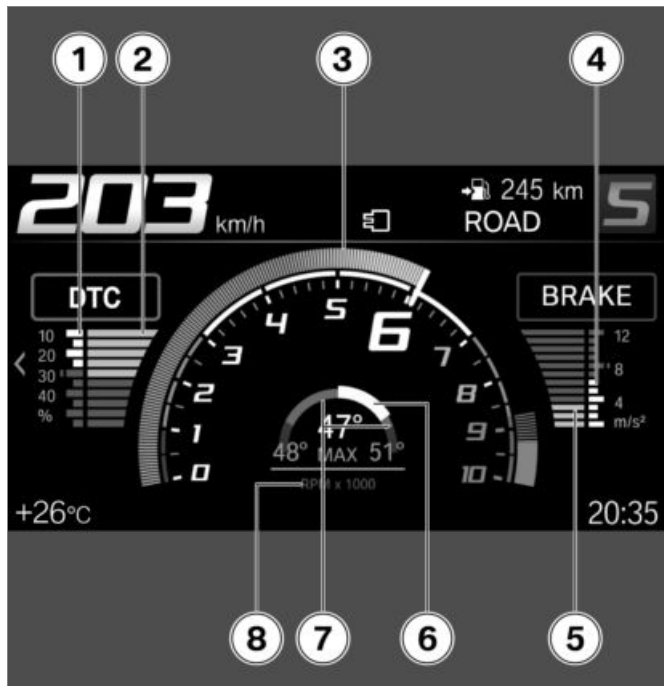 1 2 3 4
203 km/h
245 km
ROAD
5
DTC
BRAKE
10
20
30
40
%
12
8
4
m/s²
0 1 2 3 4 5 6 7 8 9 10
47°
48° MAX 51°
RPM x 1000
+26°C
20:35
8 7 6 5